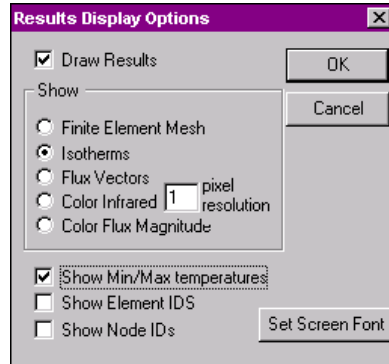 Results Display Options
Draw Results
OK
Show
Cancel
Finite Element Mesh
Isotherms
Flux Vectors
Color Infrared 1 pixel resolution
Color Flux Magnitude
Show Min/Max temperatures
Show Element IDS
Show Node IDs
Set Screen Font